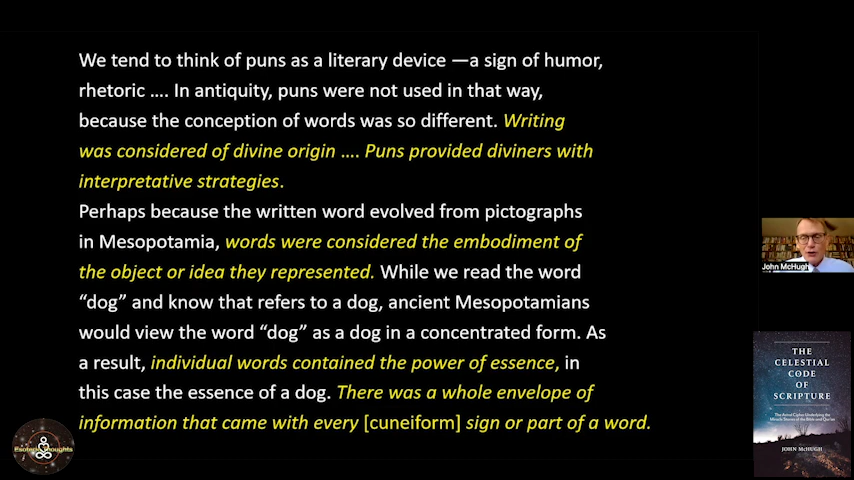 We tend to think of puns as a literary device —a sign of humor,
rhetoric …. In antiquity, puns were not used in that way,
because the conception of words was so different. Writing
was considered of divine origin …. Puns provided diviners with
interpretative strategies.
Perhaps because the written word evolved from pictographs
in Mesopotamia, words were considered the embodiment of
the object or idea they represented. While we read the word
“dog” and know that refers to a dog, ancient Mesopotamians
would view the word “dog” as a dog in a concentrated form. As
a result, individual words contained the power of essence, in
this case the essence of a dog. There was a whole envelope of
information that came with every [cuneiform] sign or part of a word.
John McHugh
THE
CELESTIAL
CODE
OF
SCRIPTURE
JOHN McHUGH
Esoteric Thoughts